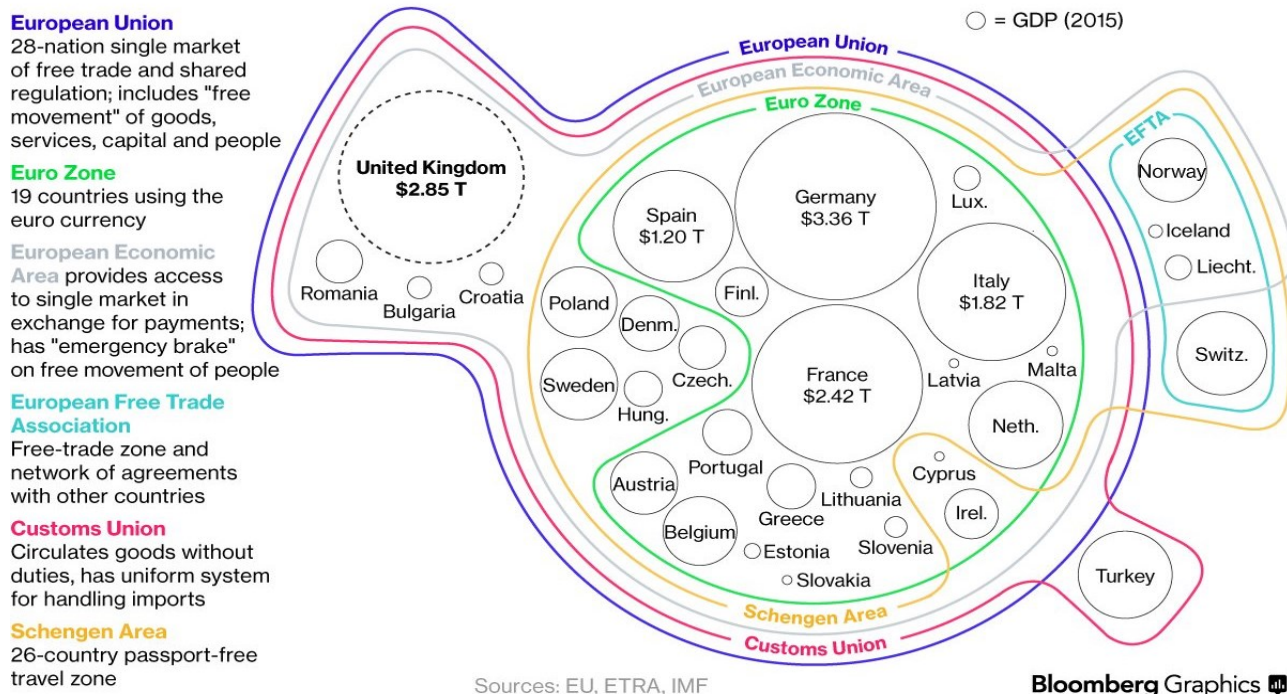 European Union
28-nation single market
of free trade and shared
regulation; includes "free
movement" of goods,
services, capital and people
Euro Zone
19 countries using the
euro currency
European Economic
Area provides access
to single market in
exchange for payments;
has "emergency brake"
on free movement of people
European Free Trade
Association
Free-trade zone and
network of agreements
with other countries
Customs Union
Circulates goods without
duties, has uniform system
for handling imports
Schengen Area
26-country passport-free
travel zone
= GDP (2015)
European Union
European Economic Area
Euro Zone
EFTA
United Kingdom
$2.85 T
Romania
Bulgaria
Croatia
Spain
$1.20 T
Germany
$3.36 T
Lux.
Norway
Iceland
Liecht.
Switz.
Poland
Denm.
Finl.
Italy
$1.82 T
Sweden
Hung.
Czech.
France
$2.42 T
Latvia
Malta
Neth.
Portugal
Austria
Belgium
Greece
Lithuania
Cyprus
Irel.
Slovenia
Estonia
Slovakia
Turkey
Schengen Area
Customs Union
Sources: EU, ETRA, IMF
Bloomberg Graphics